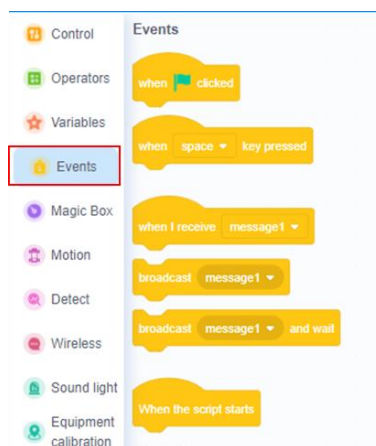 Control
Operators
Variables
Events
Magic Box
Motion
Detect
Wireless
Sound light
Equipment
calibration
Events
when clicked
when space key pressed
when I receive message1
broadcast message1
broadcast message1 and wait
When the script starts